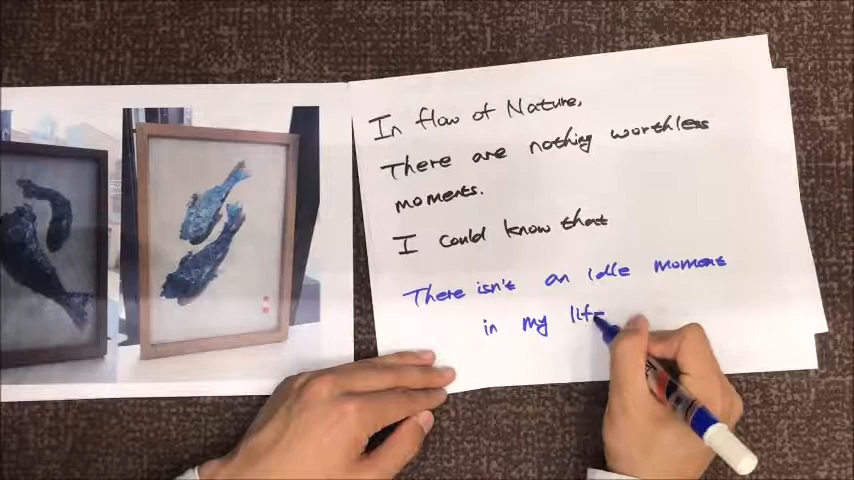 In flow of Nature,
There are nothing worthless
moments.
I could know that
There isn't an idle moment
in my life